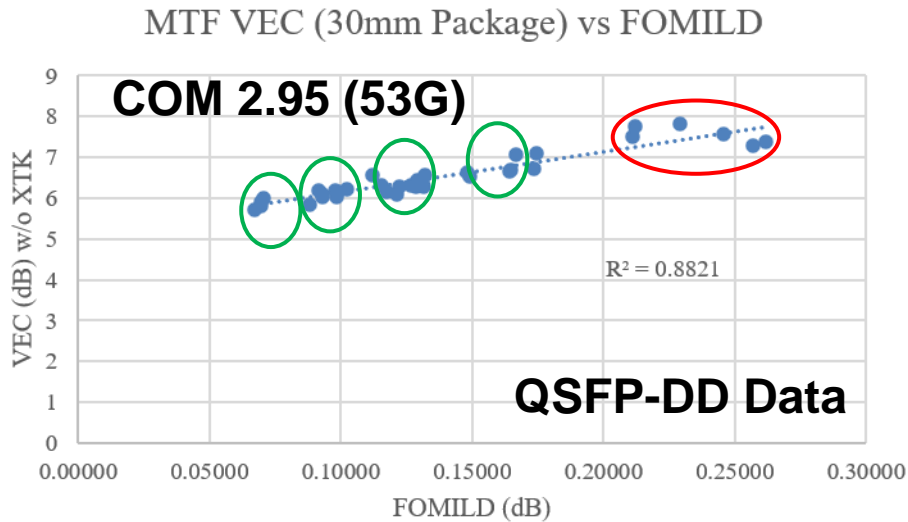 MTF VEC (30mm Package) vs FOMILD
COM 2.95 (53G)
9
8
7
6
5
4
3
2
1
0
VEC (dB) w/o XTK
R² = 0.8821
QSFP-DD Data
0.00000 0.05000 0.10000 0.15000 0.20000 0.25000 0.30000
FOMILD (dB)